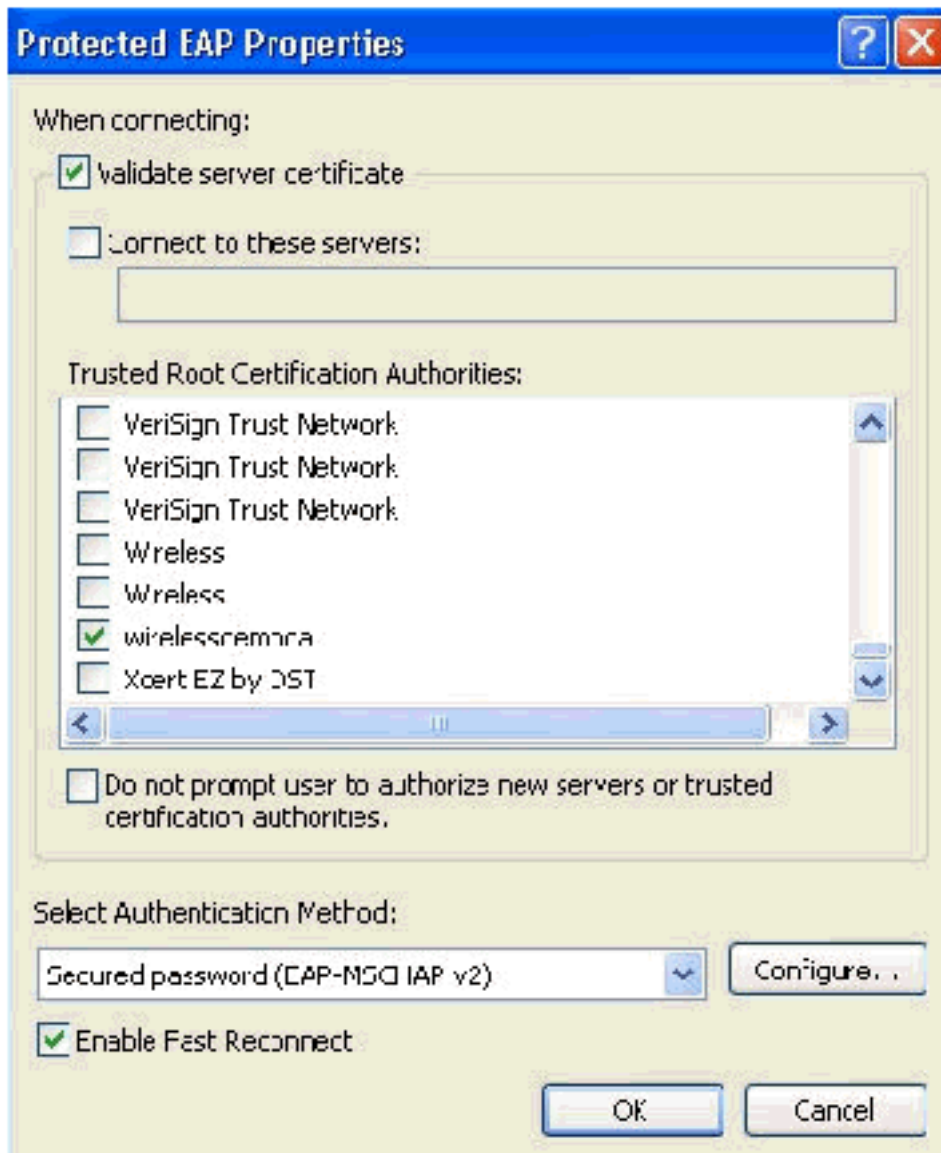 Protected EAP Properties
When connecting:
Validate server certificate
Connect to these servers:
Trusted Root Certification Authorities:
VeriSign Trust Network
VeriSign Trust Network
VeriSign Trust Network
Wireless
Wireless
wirelessdemoca
Xcert EZ by DST
Do not prompt user to authorize new servers or trusted
certification authorities.
Select Authentication Method:
Secured password (EAP-MSCHAP v2)
Configure...
Enable Fast Reconnect
OK
Cancel